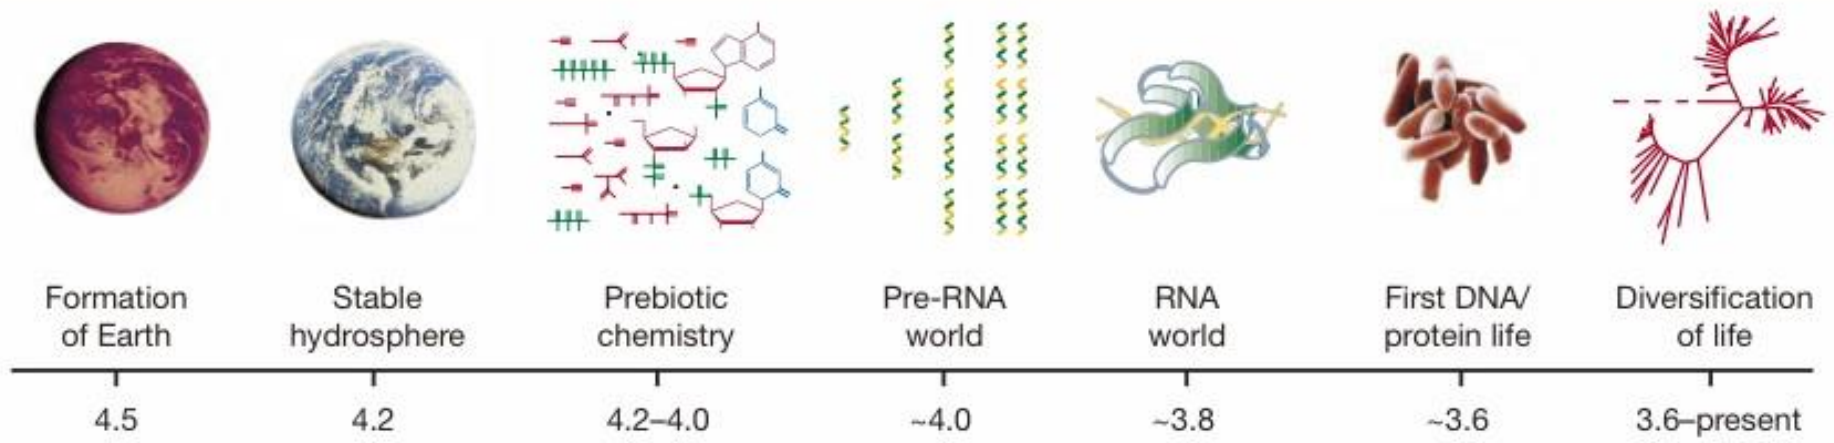 Formation
of Earth
Stable
hydrosphere
Prebiotic
chemistry
Pre-RNA
world
RNA
world
First DNA/
protein life
Diversification
of life
4.5
4.2
4.2–4.0
~4.0
~3.8
~3.6
3.6–present